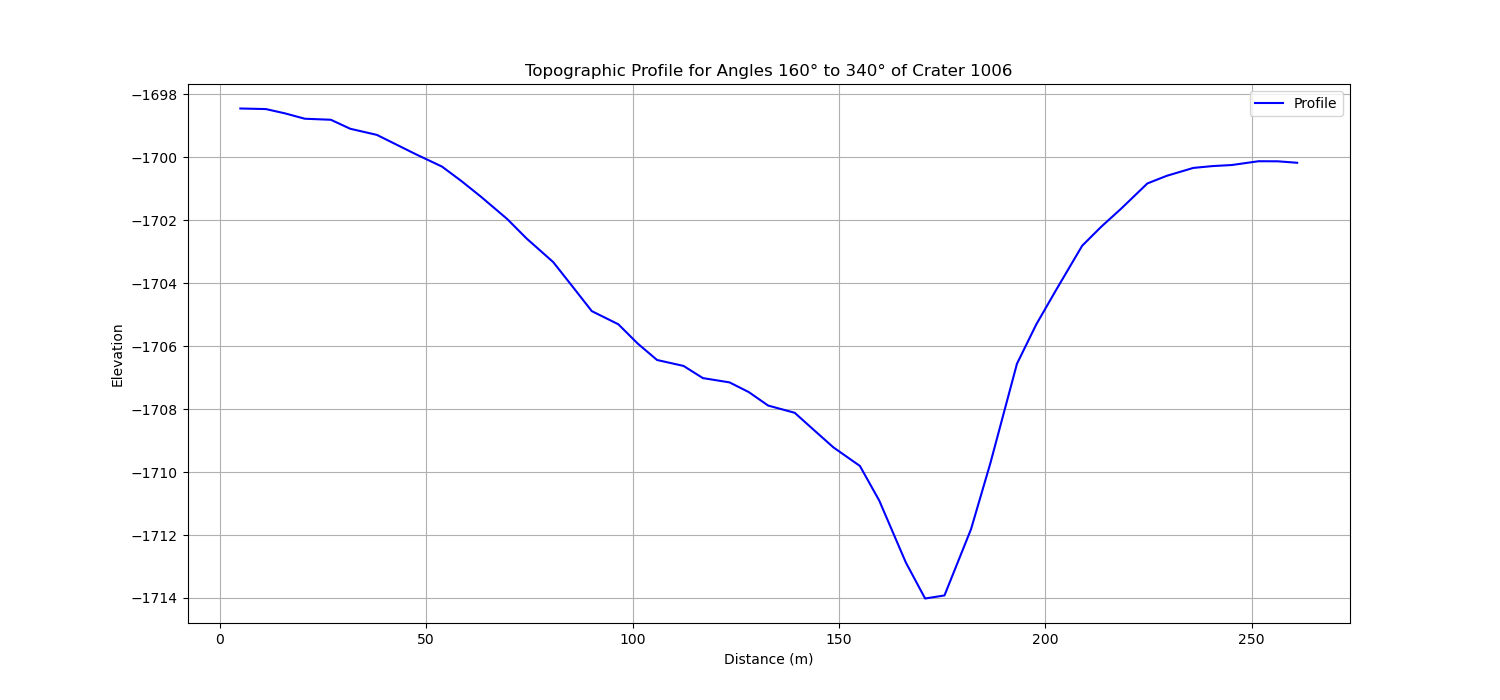 Topographic Profile for Angles 160° to 340° of Crater 1006
Profile
Elevation
−1698
−1700
−1702
−1704
−1706
−1708
−1710
−1712
−1714
0 50 100 150 200 250
Distance (m)